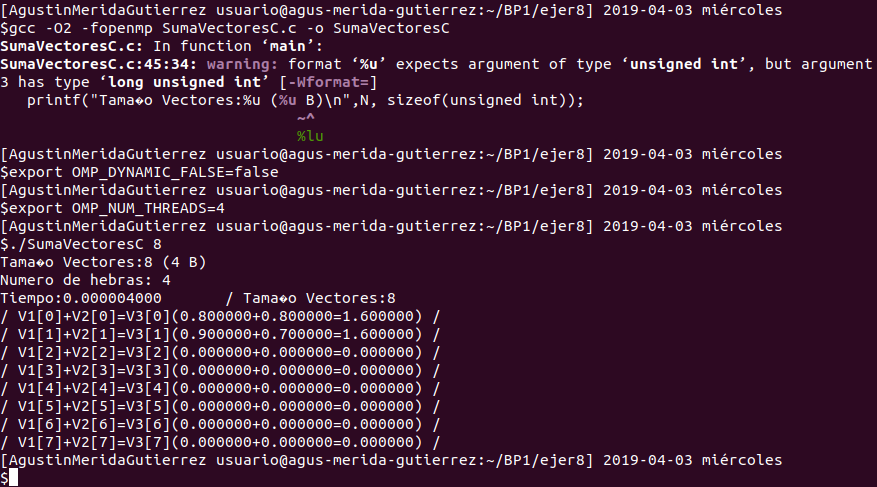 [AgustinMeridaGutierrez usuario@agus-merida-gutierrez:~/BP1/ejer8] 2019-04-03 miércoles
$gcc -O2 -fopenmp SumaVectoresC.c -o SumaVectoresC
SumaVectoresC.c: In function ‘main’:
SumaVectoresC.c:45:34: warning: format ‘%u’ expects argument of type ‘unsigned int’, but argument
3 has type ‘long unsigned int’ [-Wformat=]
   printf("Tama�o Vectores:%u (%u B)\n",N, sizeof(unsigned int));
                                 ~^
                                 %lu
[AgustinMeridaGutierrez usuario@agus-merida-gutierrez:~/BP1/ejer8] 2019-04-03 miércoles
$export OMP_DYNAMIC_FALSE=false
[AgustinMeridaGutierrez usuario@agus-merida-gutierrez:~/BP1/ejer8] 2019-04-03 miércoles
$export OMP_NUM_THREADS=4
[AgustinMeridaGutierrez usuario@agus-merida-gutierrez:~/BP1/ejer8] 2019-04-03 miércoles
$./SumaVectoresC 8
Tama�o Vectores:8 (4 B)
Numero de hebras: 4
Tiempo:0.000004000       / Tama�o Vectores:8
/ V1[0]+V2[0]=V3[0](0.800000+0.800000=1.600000) /
/ V1[1]+V2[1]=V3[1](0.900000+0.700000=1.600000) /
/ V1[2]+V2[2]=V3[2](0.000000+0.000000=0.000000) /
/ V1[3]+V2[3]=V3[3](0.000000+0.000000=0.000000) /
/ V1[4]+V2[4]=V3[4](0.000000+0.000000=0.000000) /
/ V1[5]+V2[5]=V3[5](0.000000+0.000000=0.000000) /
/ V1[6]+V2[6]=V3[6](0.000000+0.000000=0.000000) /
/ V1[7]+V2[7]=V3[7](0.000000+0.000000=0.000000) /
[AgustinMeridaGutierrez usuario@agus-merida-gutierrez:~/BP1/ejer8] 2019-04-03 miércoles
$